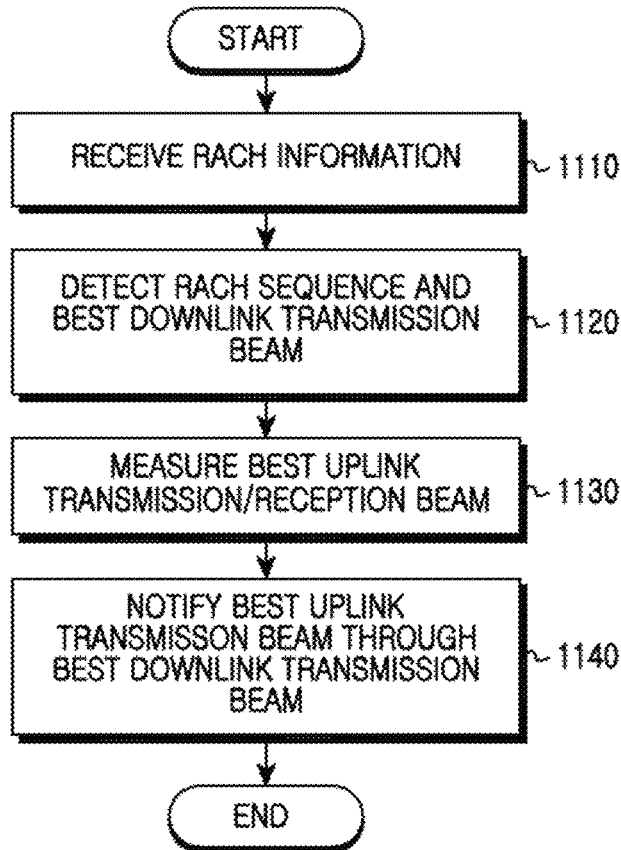 START
RECEIVE RACH INFORMATION
1110
DETECT RACH SEQUENCE AND
BEST DOWNLINK TRANSMISSION
BEAM
1120
MEASURE BEST UPLINK
TRANSMISSION/RECEPTION BEAM
1130
NOTIFY BEST UPLINK
TRANSMISSON BEAM THROUGH
BEST DOWNLINK TRANSMISSION
BEAM
1140
END